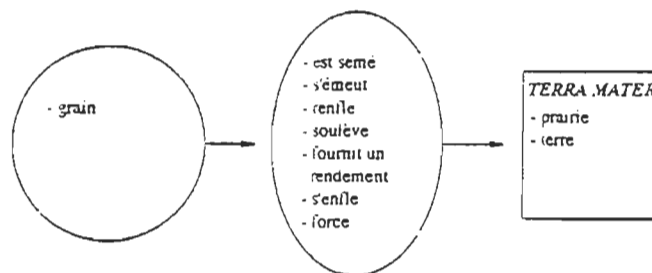 - grain
- est semé
- s'émeut
- renfle
- soulève
- fournit un
rendement
- s'enfle
- force
TERRA MATER
- prairie
- terre